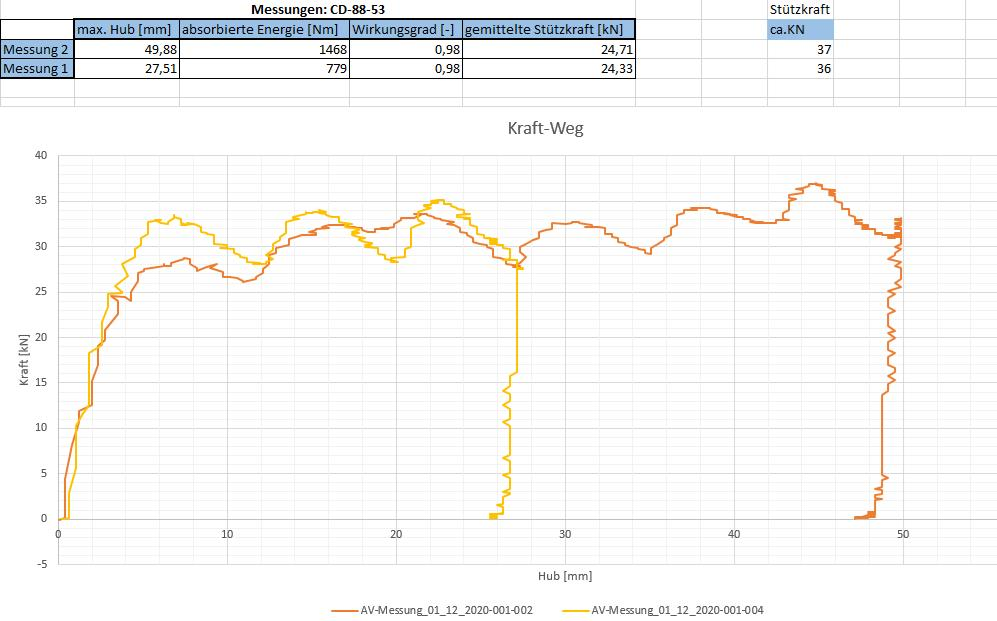 Messungen: CD-88-53 Stützkraft
max. Hub [mm] absorbierte Energie [Nm] Wirkungsgrad [-] gemittelte Stützkraft [kN] ca.KN
Messung 2 49,88 1468 0,98 24,71 37
Messung 1 27,51 779 0,98 24,33 36
Kraft-Weg
40
35
30
25
20
15
10
5
0
-5
Kraft [kN]
0 10 20 30 40 50
Hub [mm]
AV-Messung_01_12_2020-001-002 AV-Messung_01_12_2020-001-004